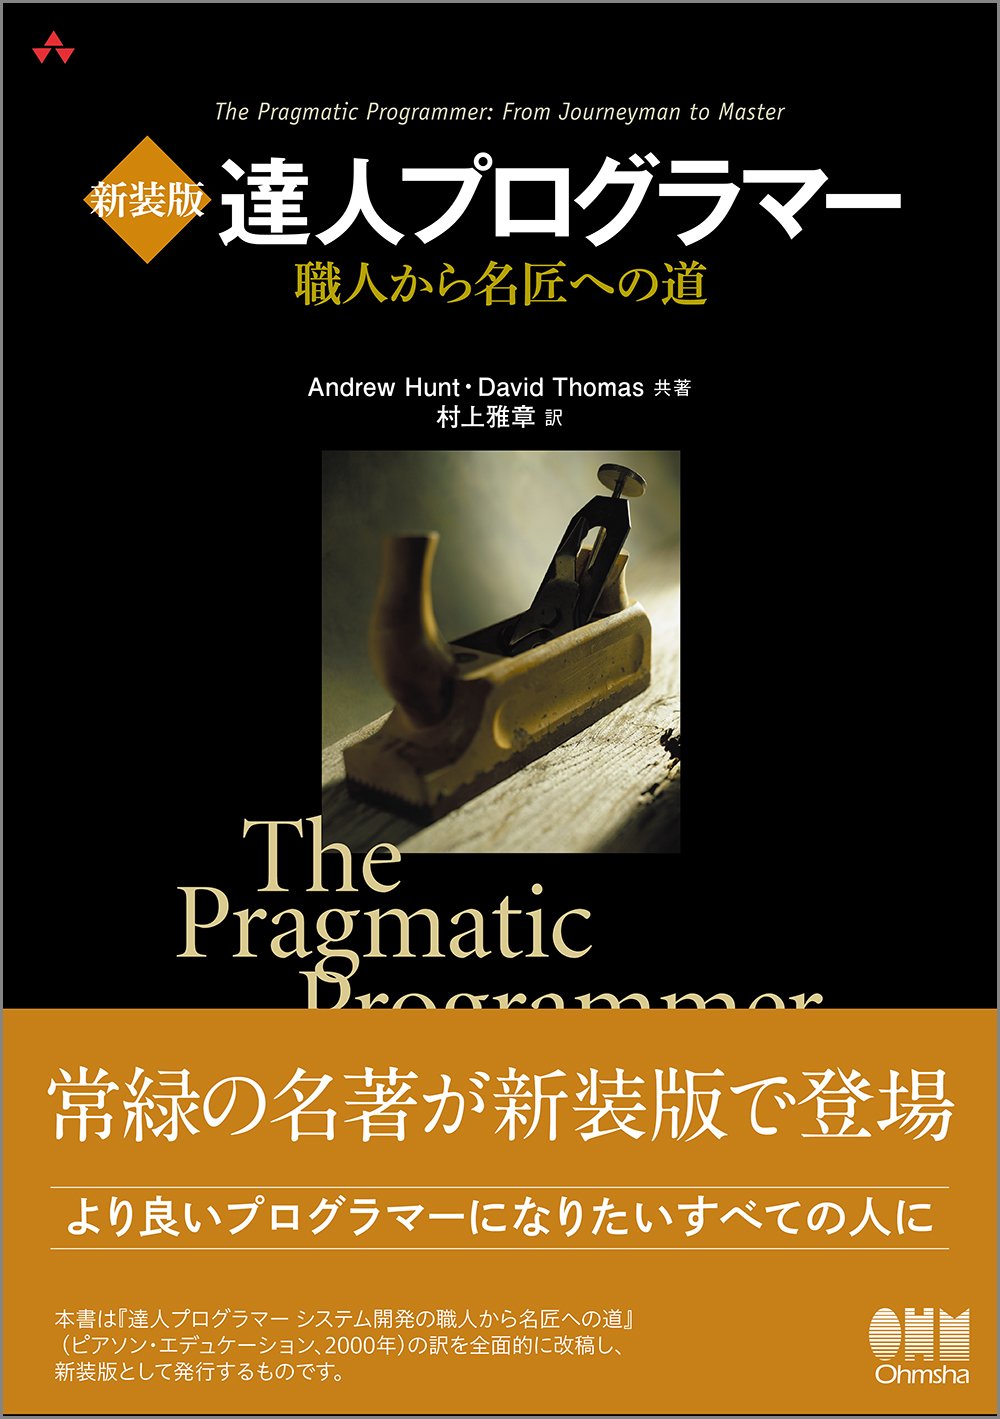 The Pragmatic Programmer: From Journeyman to Master
新装版 達人プログラマー
職人から名匠への道
Andrew Hunt・David Thomas 共著
村上雅章 訳
The
Pragmatic
Programmer
常緑の名著が新装版で登場
より良いプログラマーになりたいすべての人に
本書は『達人プログラマー システム開発の職人から名匠への道』
（ピアソン・エデュケーション、2000年）の訳を全面的に改稿し、
新装版として発行するものです。
OHM
Ohmsha